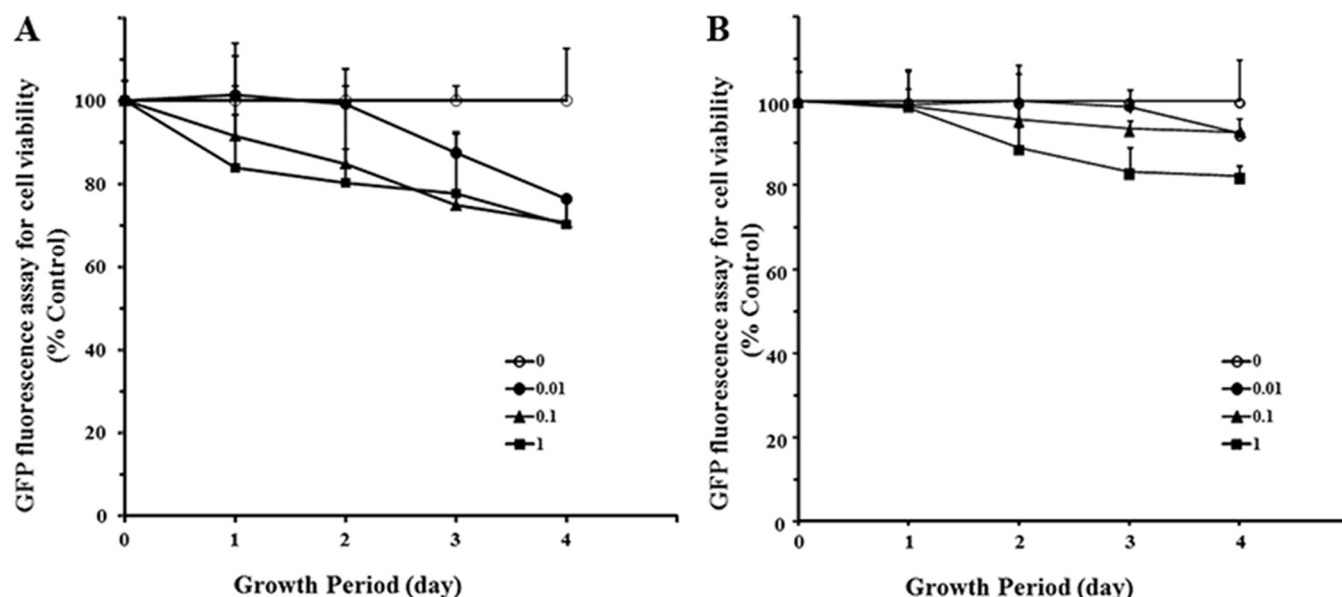 A
GFP fluorescence assay for cell viability
(% Control)
100
80
60
40
20
0
0 1 2 3 4
Growth Period (day)
0
0.01
0.1
1
B
GFP fluorescence assay for cell viability
(% Control)
100
80
60
40
20
0
0 1 2 3 4
Growth Period (day)
0
0.01
0.1
1